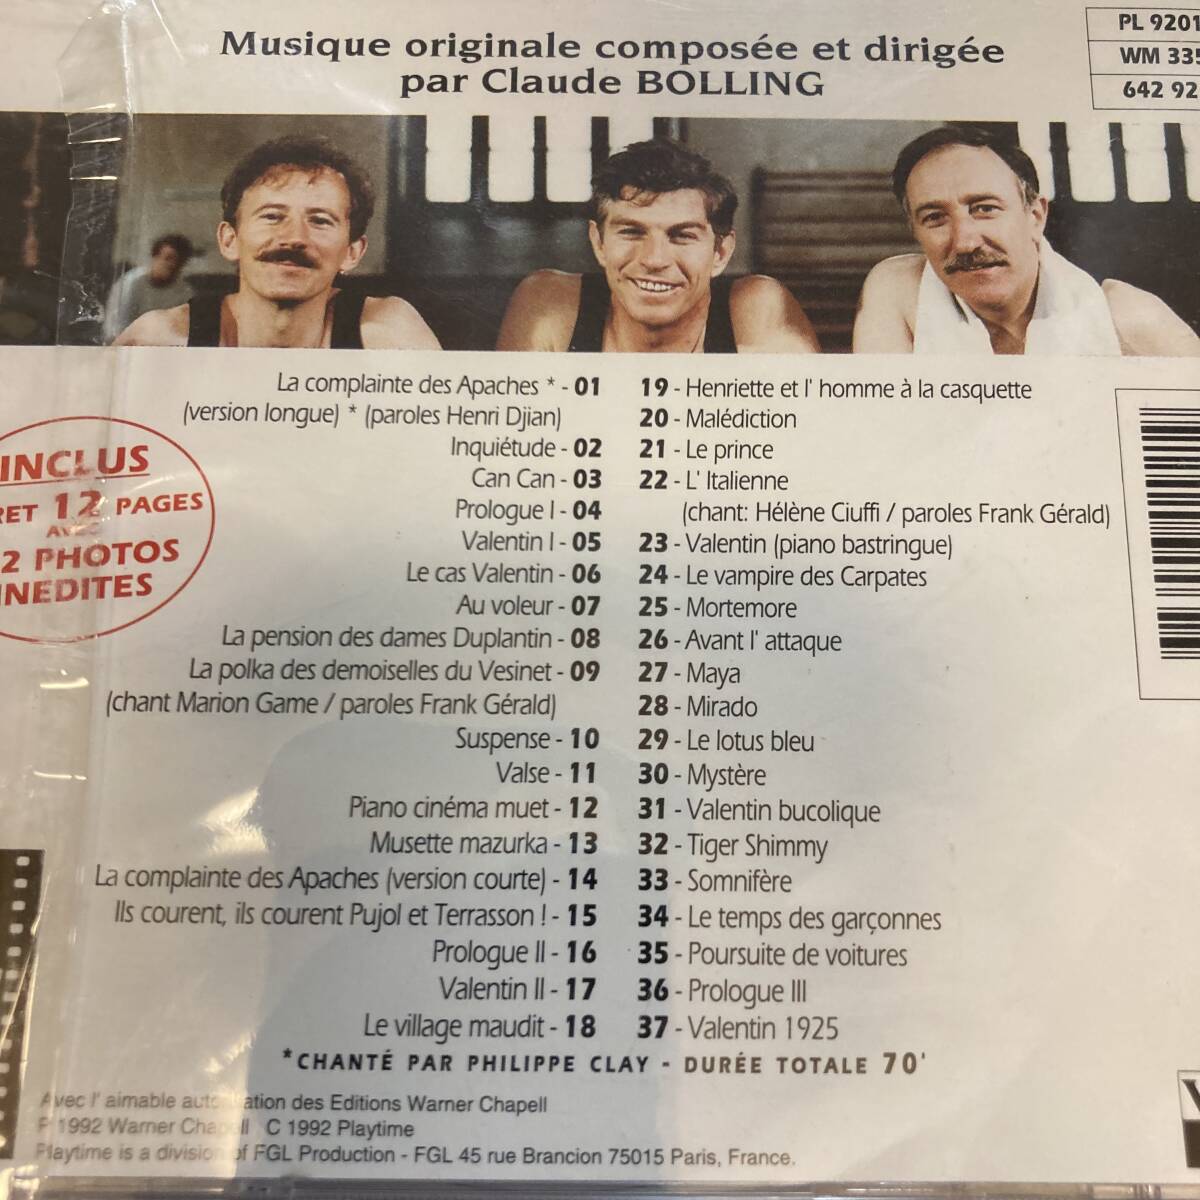 Musique originale composée et dirigée
par Claude BOLLING
PL 9201
WM 335
642 92
INCLUS
12 PAGES
AVEC
2 PHOTOS
INEDITES
La complainte des Apaches * - 01
(version longue) * (paroles Henri Djian)
Inquiétude - 02
Can Can - 03
Prologue I - 04
Valentin I - 05
Le cas Valentin - 06
Au voleur - 07
La pension des dames Duplantin - 08
La polka des demoiselles du Vesinet - 09
(chant Marion Game / paroles Frank Gérald)
Suspense - 10
Valse - 11
Piano cinéma muet - 12
Musette mazurka - 13
La complainte des Apaches (version courte) - 14
Ils courent, ils courent Pujol et Terrasson ! - 15
Prologue II - 16
Valentin II - 17
Le village maudit - 18
19 - Henriette et l' homme à la casquette
20 - Malédiction
21 - Le prince
22 - L' Italienne
(chant: Hélène Ciuffi / paroles Frank Gérald)
23 - Valentin (piano bastringue)
24 - Le vampire des Carpates
25 - Mortemore
26 - Avant l' attaque
27 - Maya
28 - Mirado
29 - Le lotus bleu
30 - Mystère
31 - Valentin bucolique
32 - Tiger Shimmy
33 - Somnifère
34 - Le temps des garçonnes
35 - Poursuite de voitures
36 - Prologue III
37 - Valentin 1925
*CHANTÉ PAR PHILIPPE CLAY - DURÉE TOTALE 70'
Avec l' aimable autorisation des Editions Warner Chapell
P 1992 Warner Chapell C 1992 Playtime
Playtime is a division of FGL Production - FGL 45 rue Brancion 75015 Paris, France.